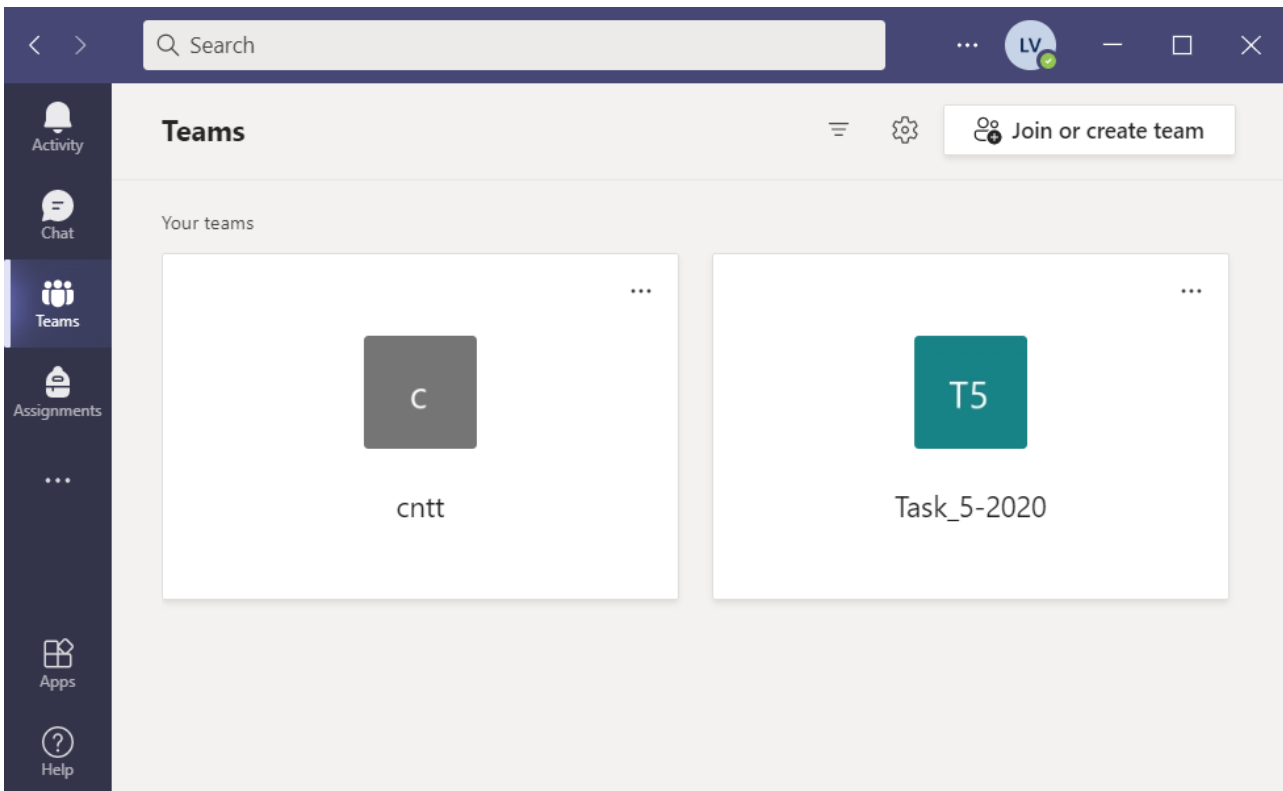 Search
LV
Activity
Teams
Join or create team
Chat
Your teams
Teams
C
T5
Assignments
cntt
Task_5-2020
Apps
Help